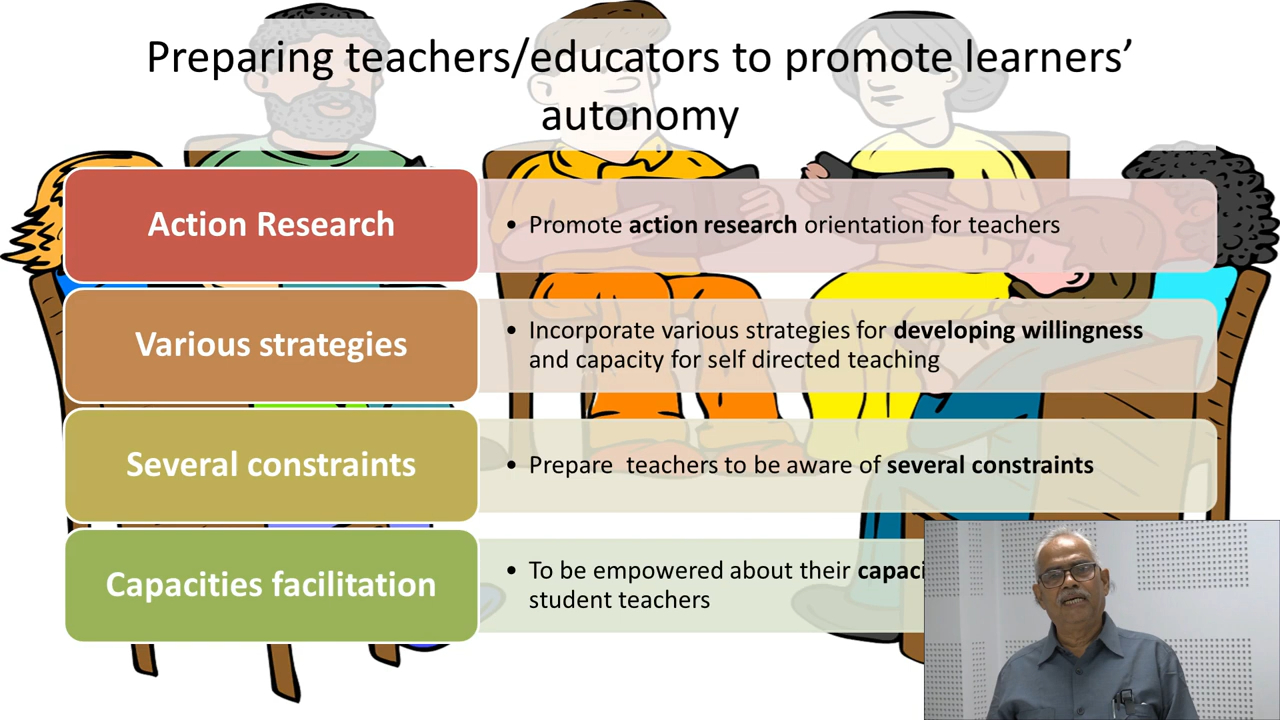 Preparing teachers/educators to promote learners’
autonomy
Action Research
• Promote action research orientation for teachers
Various strategies
• Incorporate various strategies for developing willingness
and capacity for self directed teaching
Several constraints
• Prepare teachers to be aware of several constraints
Capacities facilitation
• To be empowered about their
student teachers